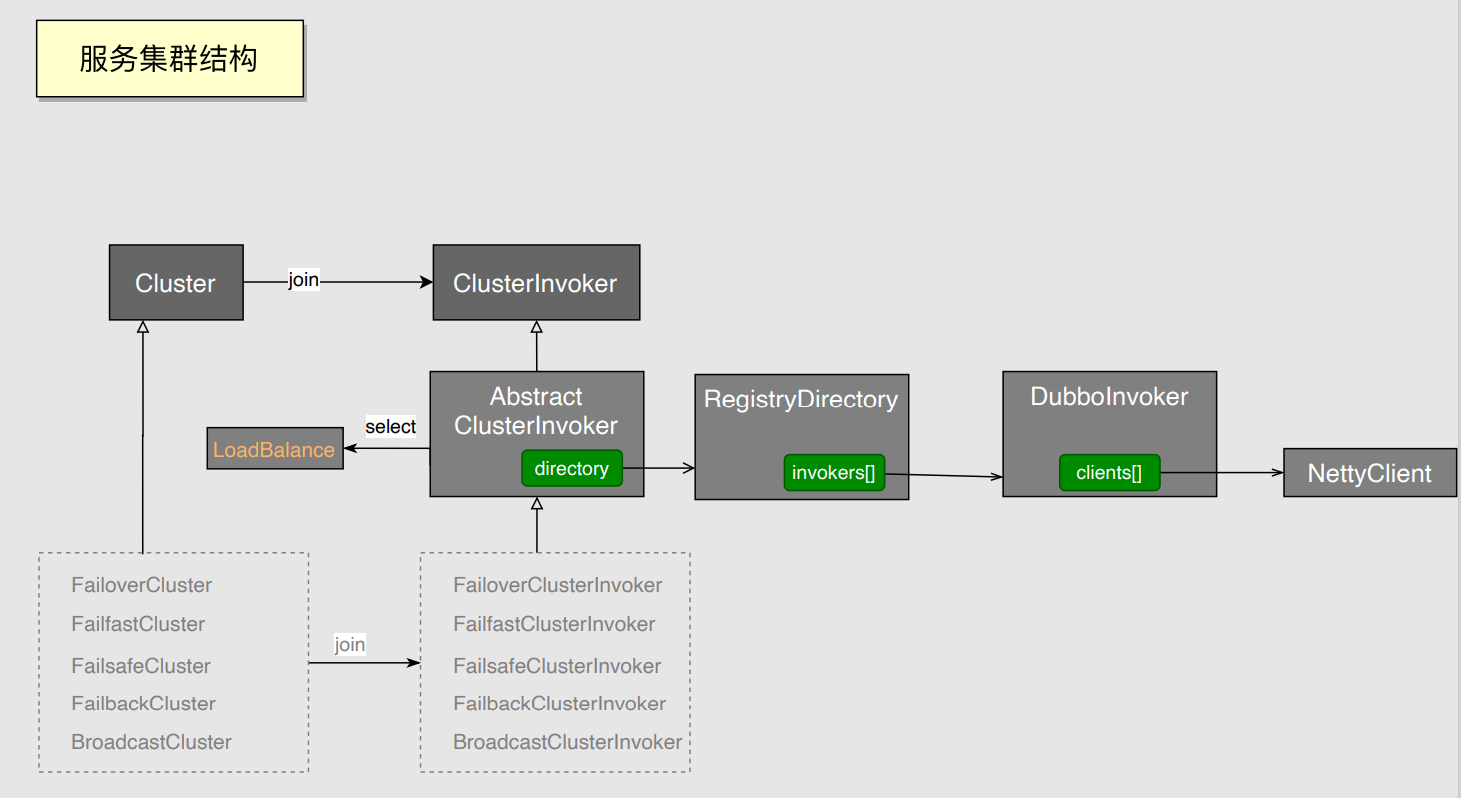 服务集群结构
Cluster
join
ClusterInvoker
Abstract
ClusterInvoker
directory
select
LoadBalance
RegistryDirectory
invokers[]
DubboInvoker
clients[]
NettyClient
FailoverCluster
FailfastCluster
FailsafeCluster
FailbackCluster
BroadcastCluster
join
FailoverClusterInvoker
FailfastClusterInvoker
FailsafeClusterInvoker
FailbackClusterInvoker
BroadcastClusterInvoker